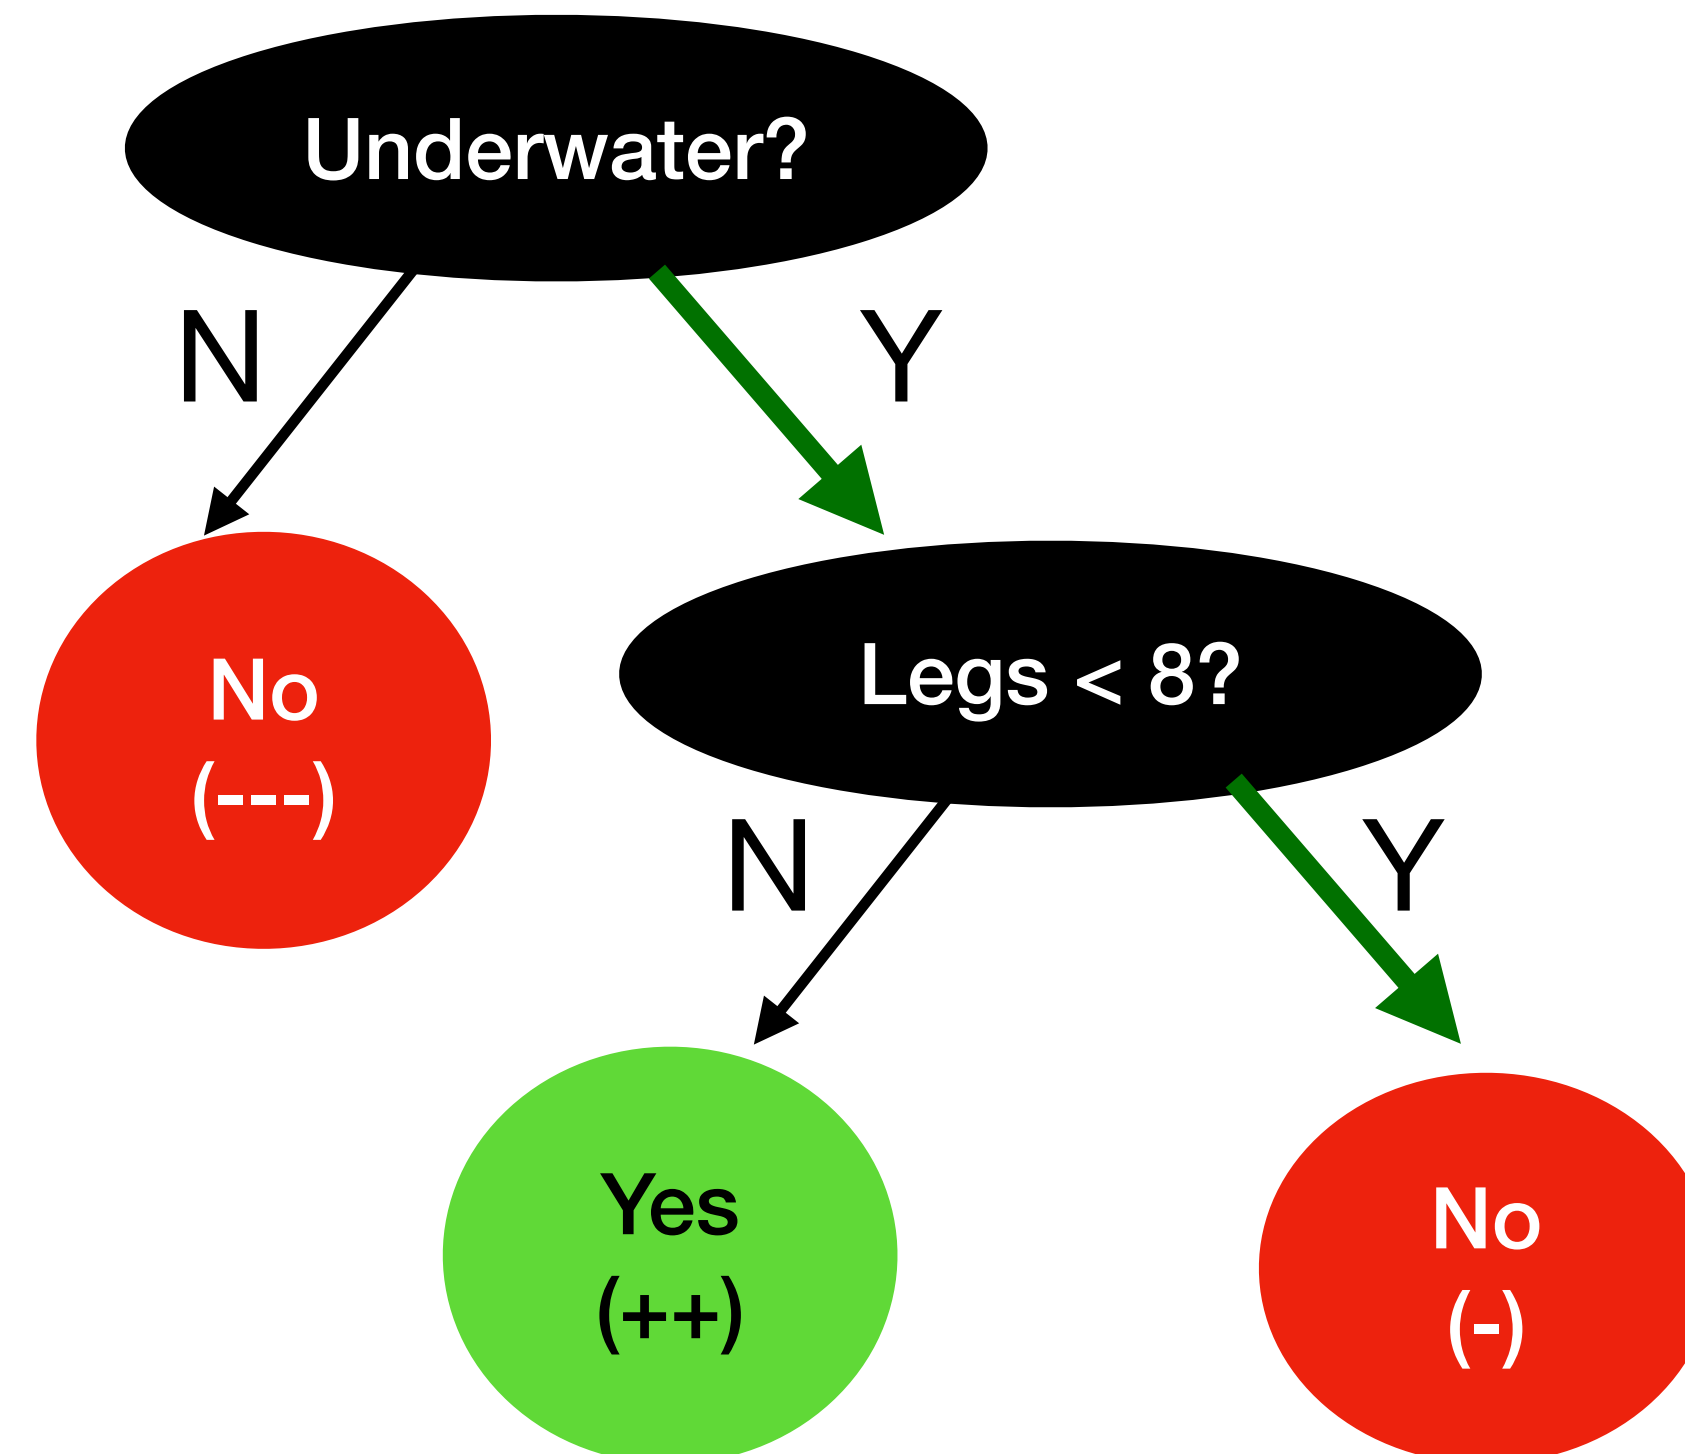 Underwater?
N
Y
No
(---)
Legs < 8?
N
Y
Yes
(++)
No
(-)